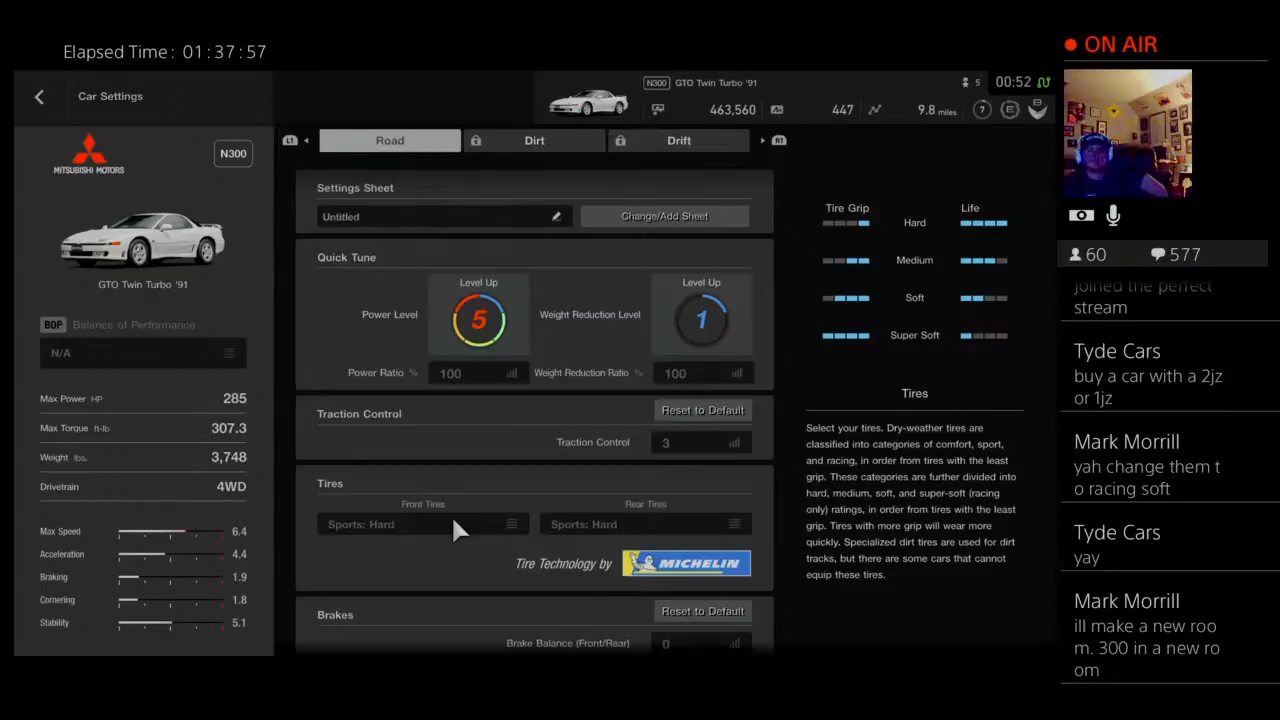 Elapsed Time: 01:37:57
ON AIR
Car Settings
N300 GTO Twin Turbo '91
5 00:52
463,560 447 9.8 miles 7 E B
MITSUBISHI MOTORS
N300
GTO Twin Turbo '91
BOP Balance of Performance
N/A
Max Power HP 285
Max Torque ft-lb 307.3
Weight lbs. 3,748
Drivetrain 4WD
Max Speed 6.4
Acceleration 4.4
Braking 1.9
Cornering 1.8
Stability 5.1
L1 Road Dirt Drift R1
Settings Sheet
Untitled Change/Add Sheet
Quick Tune
Level Up Level Up
Power Level 5 Weight Reduction Level 1
Power Ratio % 100 Weight Reduction Ratio % 100
Traction Control Reset to Default
Traction Control 3
Tires
Front Tires Rear Tires
Sports: Hard Sports: Hard
Tire Technology by MICHELIN
Brakes Reset to Default
Brake Balance (Front/Rear) 0
Tire Grip Life
Hard
Medium
Soft
Super Soft
Tires
Select your tires. Dry-weather tires are
classified into categories of comfort, sport,
and racing, in order from tires with the least
grip. These categories are further divided into
hard, medium, soft, and super-soft (racing
only) ratings, in order from tires with the least
grip. Tires with more grip will wear more
quickly. Specialized dirt tires are used for dirt
tracks, but there are some cars that cannot
equip these tires.
60 577
joined the perfect
stream
Tyde Cars
buy a car with a 2jz
or 1jz
Mark Morrill
yah change them t
o racing soft
Tyde Cars
yay
Mark Morrill
ill make a new roo
m. 300 in a new ro
om